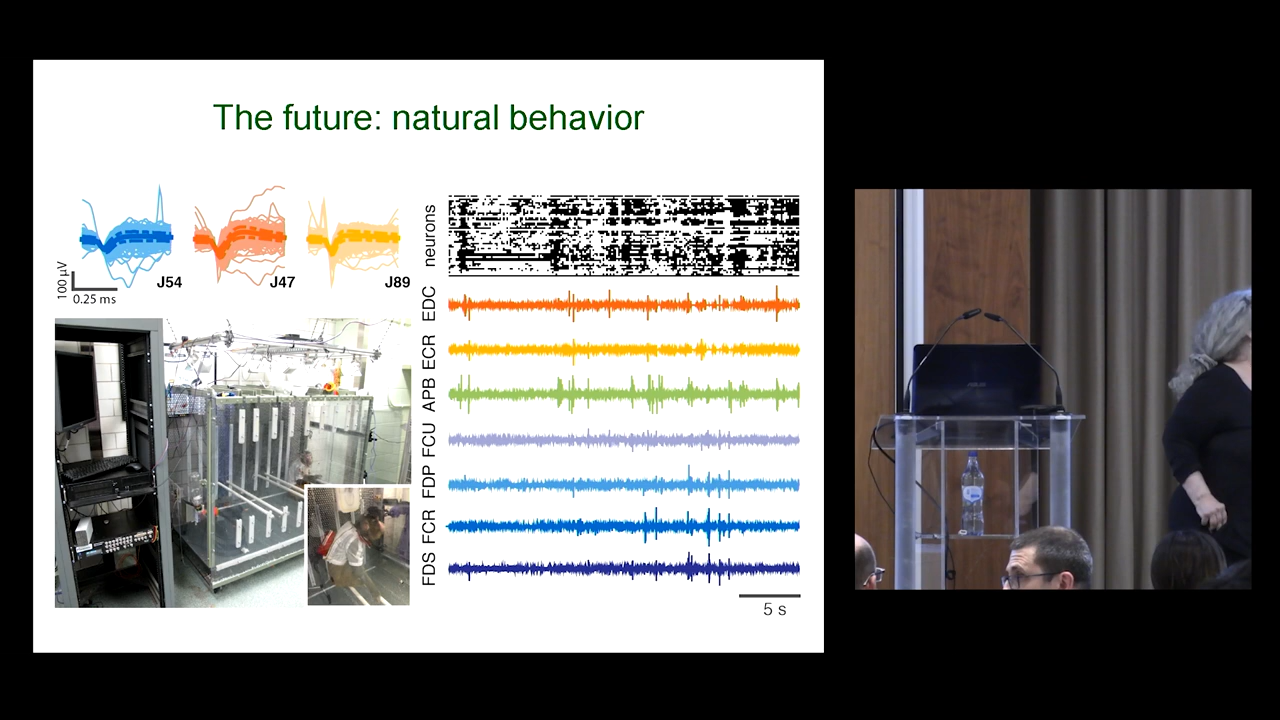 The future: natural behavior
100 µV
0.25 ms
J54
J47
J89
neurons
EDC
ECR
APB
FCU
FDP
FCR
FDS
5 s